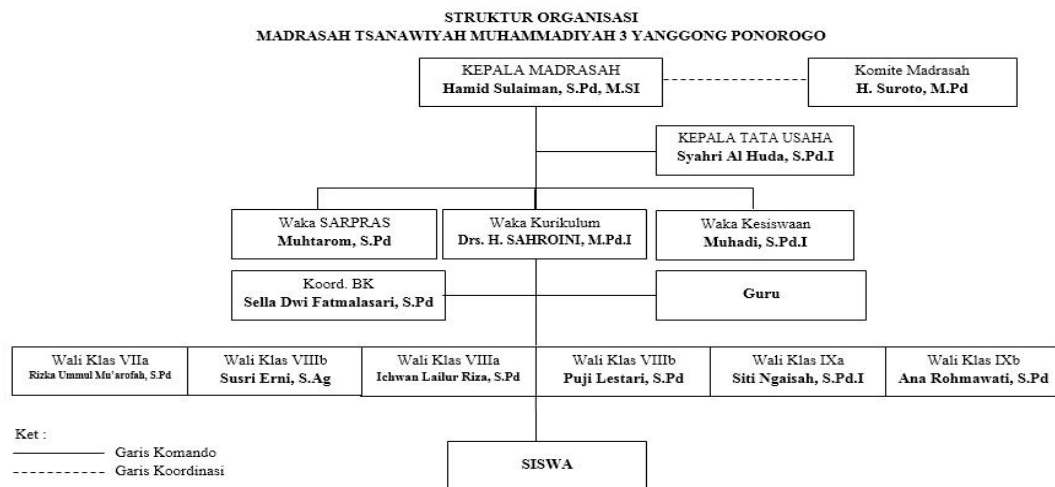 STRUKTUR ORGANISASI
MADRASAH TSANAWIYAH MUHAMMADIYAH 3 YANGGONG PONOROGO
KEPALA MADRASAH
Hamid Sulaiman, S.Pd, M.SI
Komite Madrasah
H. Suroto, M.Pd
KEPALA TATA USAHA
Syahri Al Huda, S.Pd.I
Waka SARPRAS
Muhtarom, S.Pd
Waka Kurikulum
Drs. H. SAHROINI, M.Pd.I
Waka Kesiswaan
Muhadi, S.Pd.I
Koord. BK
Sella Dwi Fatmalasari, S.Pd
Guru
Wali Klas VIIa
Rizka Ummul Mu'arofah, S.Pd
Wali Klas VIIIb
Susri Erni, S.Ag
Wali Klas VIIIa
Ichwan Lailur Riza, S.Pd
Wali Klas VIIIb
Puji Lestari, S.Pd
Wali Klas IXa
Siti Ngaisah, S.Pd.I
Wali Klas IXb
Ana Rohmawati, S.Pd
Ket :
Garis Komando
Garis Koordinasi
SISWA